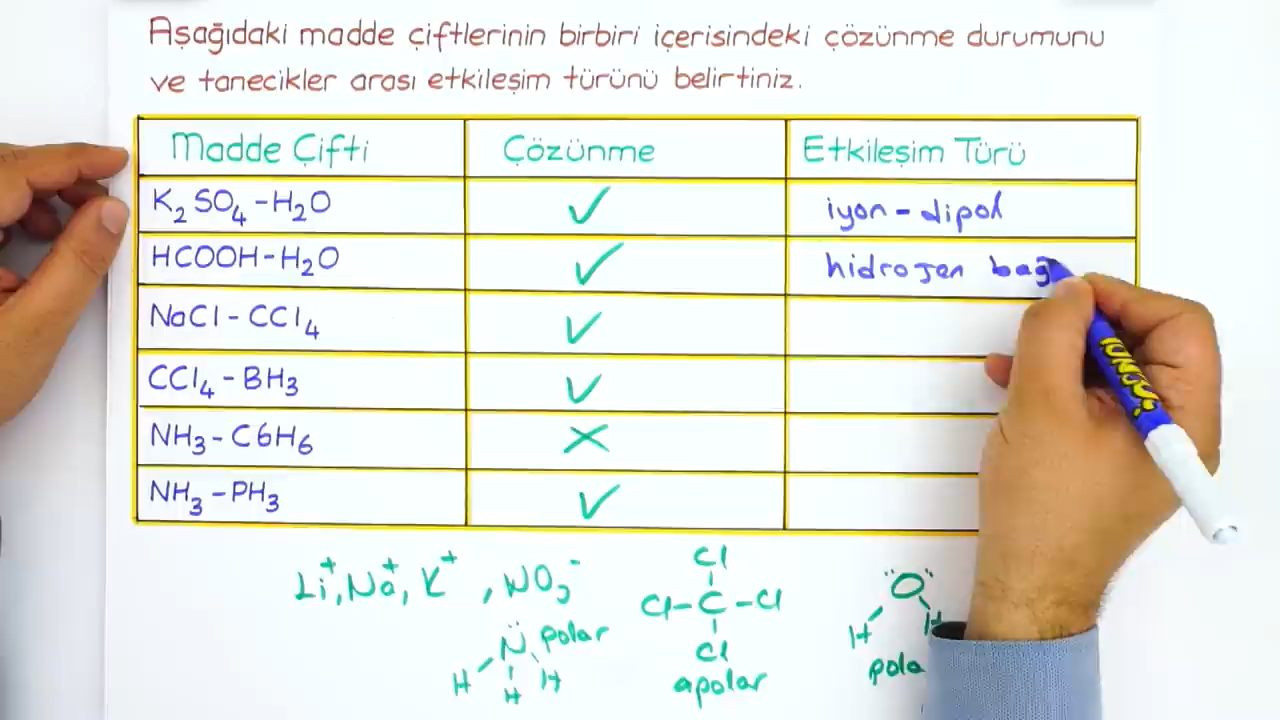 Aşağıdaki madde çiftlerinin birbiri içerisindeki çözünme durumunu
ve tanecikler arası etkileşim türünü belirtiniz.
Madde Çifti Çözünme Etkileşim Türü
K₂SO₄-H₂O ✓ iyon-dipol
HCOOH-H₂O ✓ hidrojen bağ
NaCl-CCl₄ ✓
CCl₄-BH₃ ✓
NH₃-C6H₆ ✗
NH₃-PH₃ ✓
Li⁺, Na⁺, K⁺, NO₃⁻
N̈ polar
H H H
Cl
Cl-C-Cl
Cl
apolar
O
H H
pola